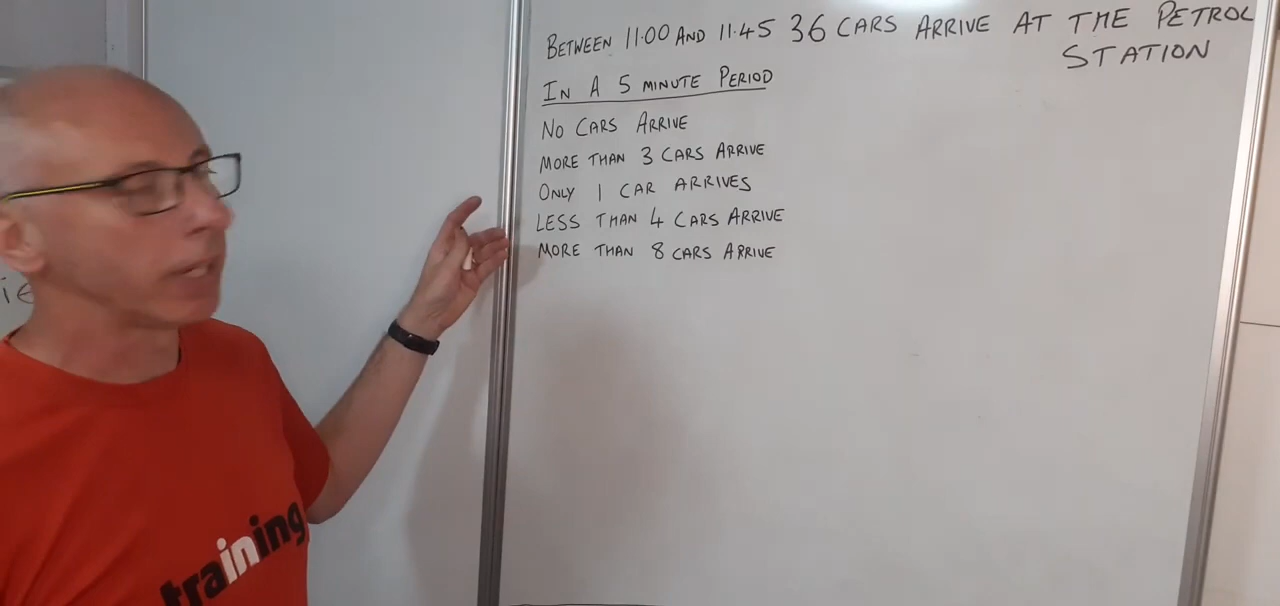 BETWEEN 11.00 AND 11.45 36 CARS ARRIVE AT THE PETROL
STATION
IN A 5 MINUTE PERIOD
NO CARS ARRIVE
MORE THAN 3 CARS ARRIVE
ONLY 1 CAR ARRIVES
LESS THAN 4 CARS ARRIVE
MORE THAN 8 CARS ARRIVE
training